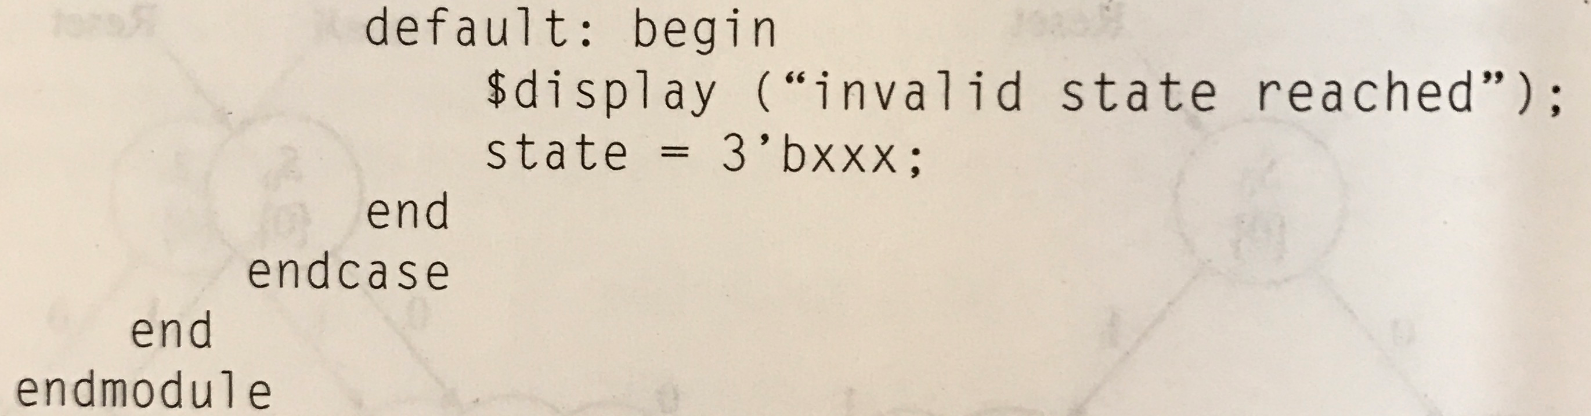 default: begin
$display (“invalid state reached”);
state = 3’bxxx;
end
endcase
end
endmodule